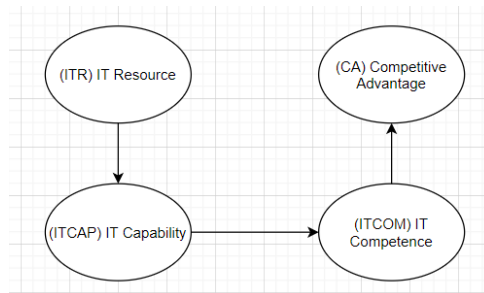 (ITR) IT Resource
(CA) Competitive
Advantage
(ITCAP) IT Capability
(ITCOM) IT
Competence